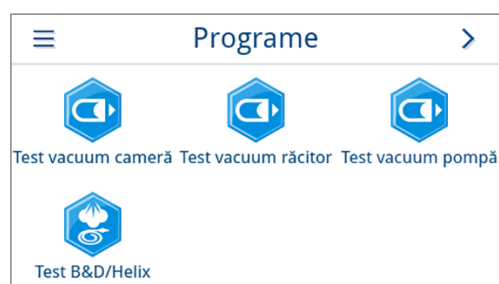 Programe
Test vacuum cameră Test vacuum răcitor Test vacuum pompă
Test B&D/Helix